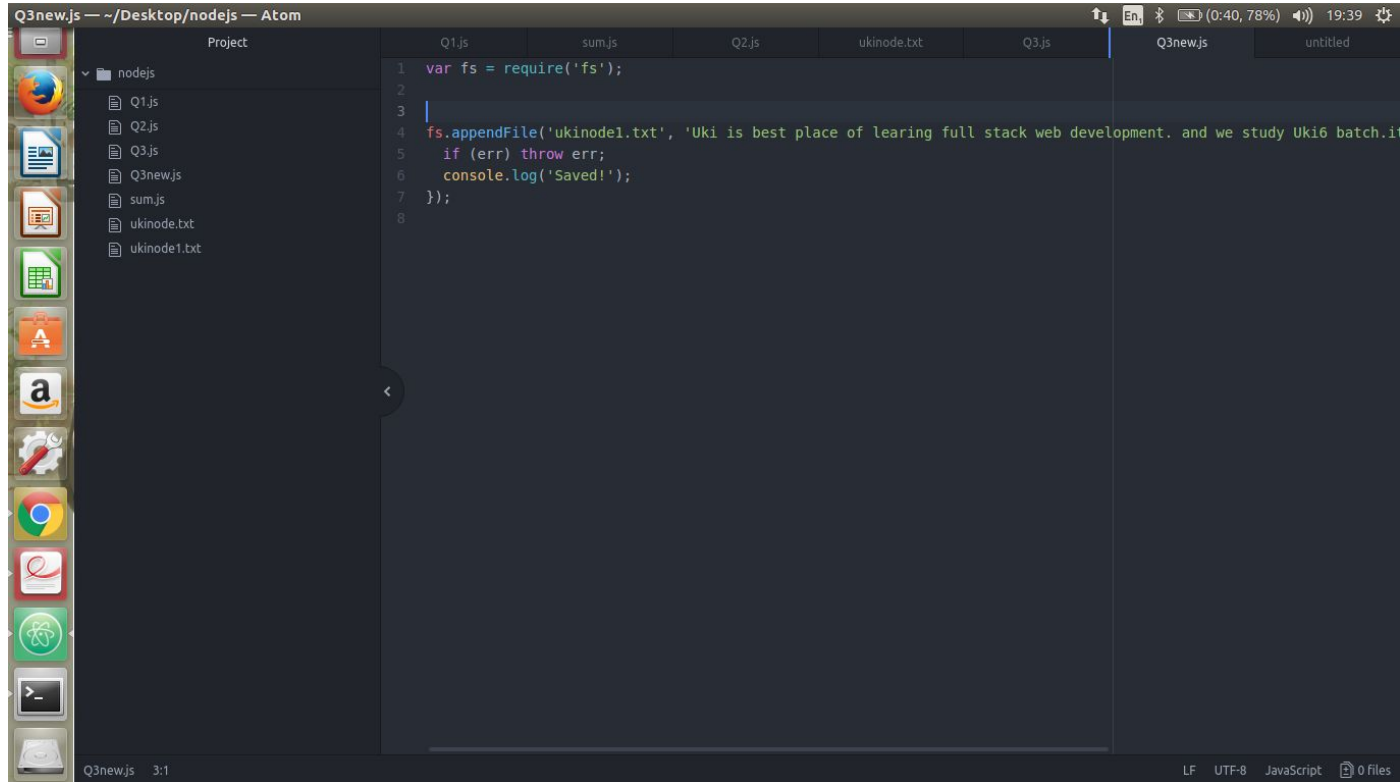 Q3new.js — ~/Desktop/nodejs — Atom
En1 (0:40, 78%) 19:39
Project
nodejs
Q1.js
Q2.js
Q3.js
Q3new.js
sum.js
ukinode.txt
ukinode1.txt
Q1.js sum.js Q2.js ukinode.txt Q3.js Q3new.js untitled
1 var fs = require('fs');
2
3
4 fs.appendFile('ukinode1.txt', 'Uki is best place of learing full stack web development. and we study Uki6 batch.it
5 if (err) throw err;
6 console.log('Saved!');
7 });
8
A
a
>_
Q3new.js 3:1
LF UTF-8 JavaScript 0 files